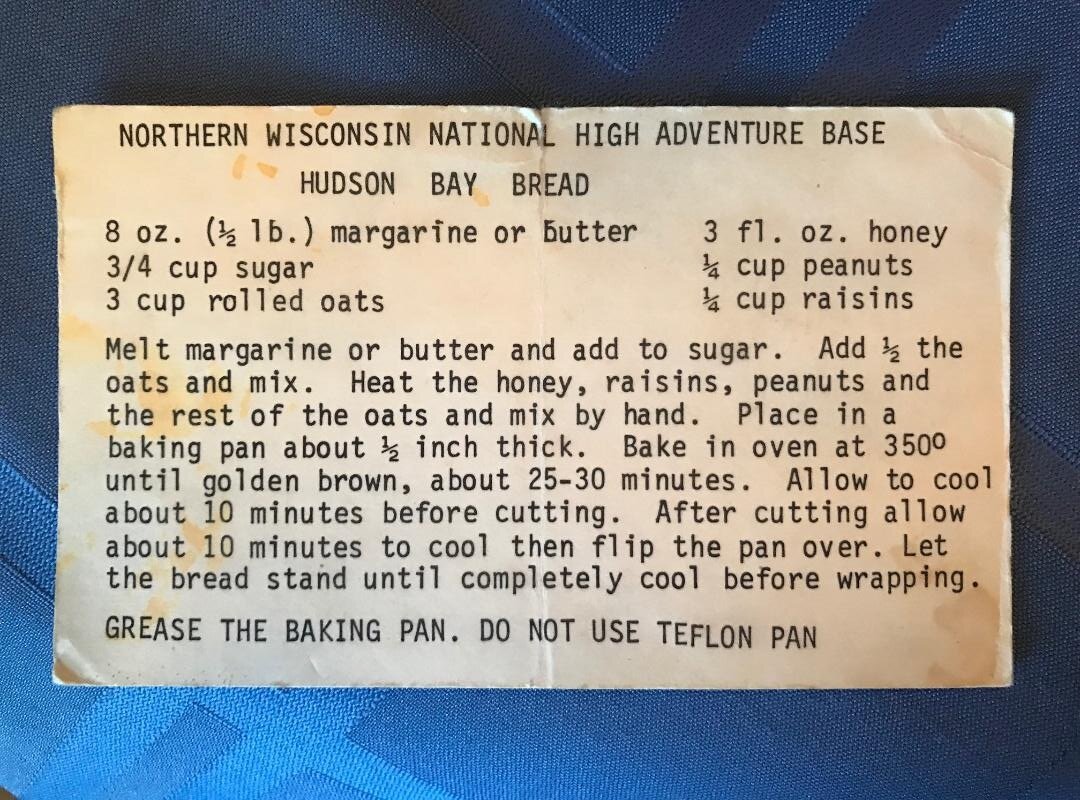 NORTHERN WISCONSIN NATIONAL HIGH ADVENTURE BASE
HUDSON BAY BREAD
8 oz. (½ lb.) margarine or butter 3 fl. oz. honey
3/4 cup sugar ¼ cup peanuts
3 cup rolled oats ¼ cup raisins
Melt margarine or butter and add to sugar. Add ½ the
oats and mix. Heat the honey, raisins, peanuts and
the rest of the oats and mix by hand. Place in a
baking pan about ½ inch thick. Bake in oven at 350º
until golden brown, about 25-30 minutes. Allow to cool
about 10 minutes before cutting. After cutting allow
about 10 minutes to cool then flip the pan over. Let
the bread stand until completely cool before wrapping.
GREASE THE BAKING PAN. DO NOT USE TEFLON PAN